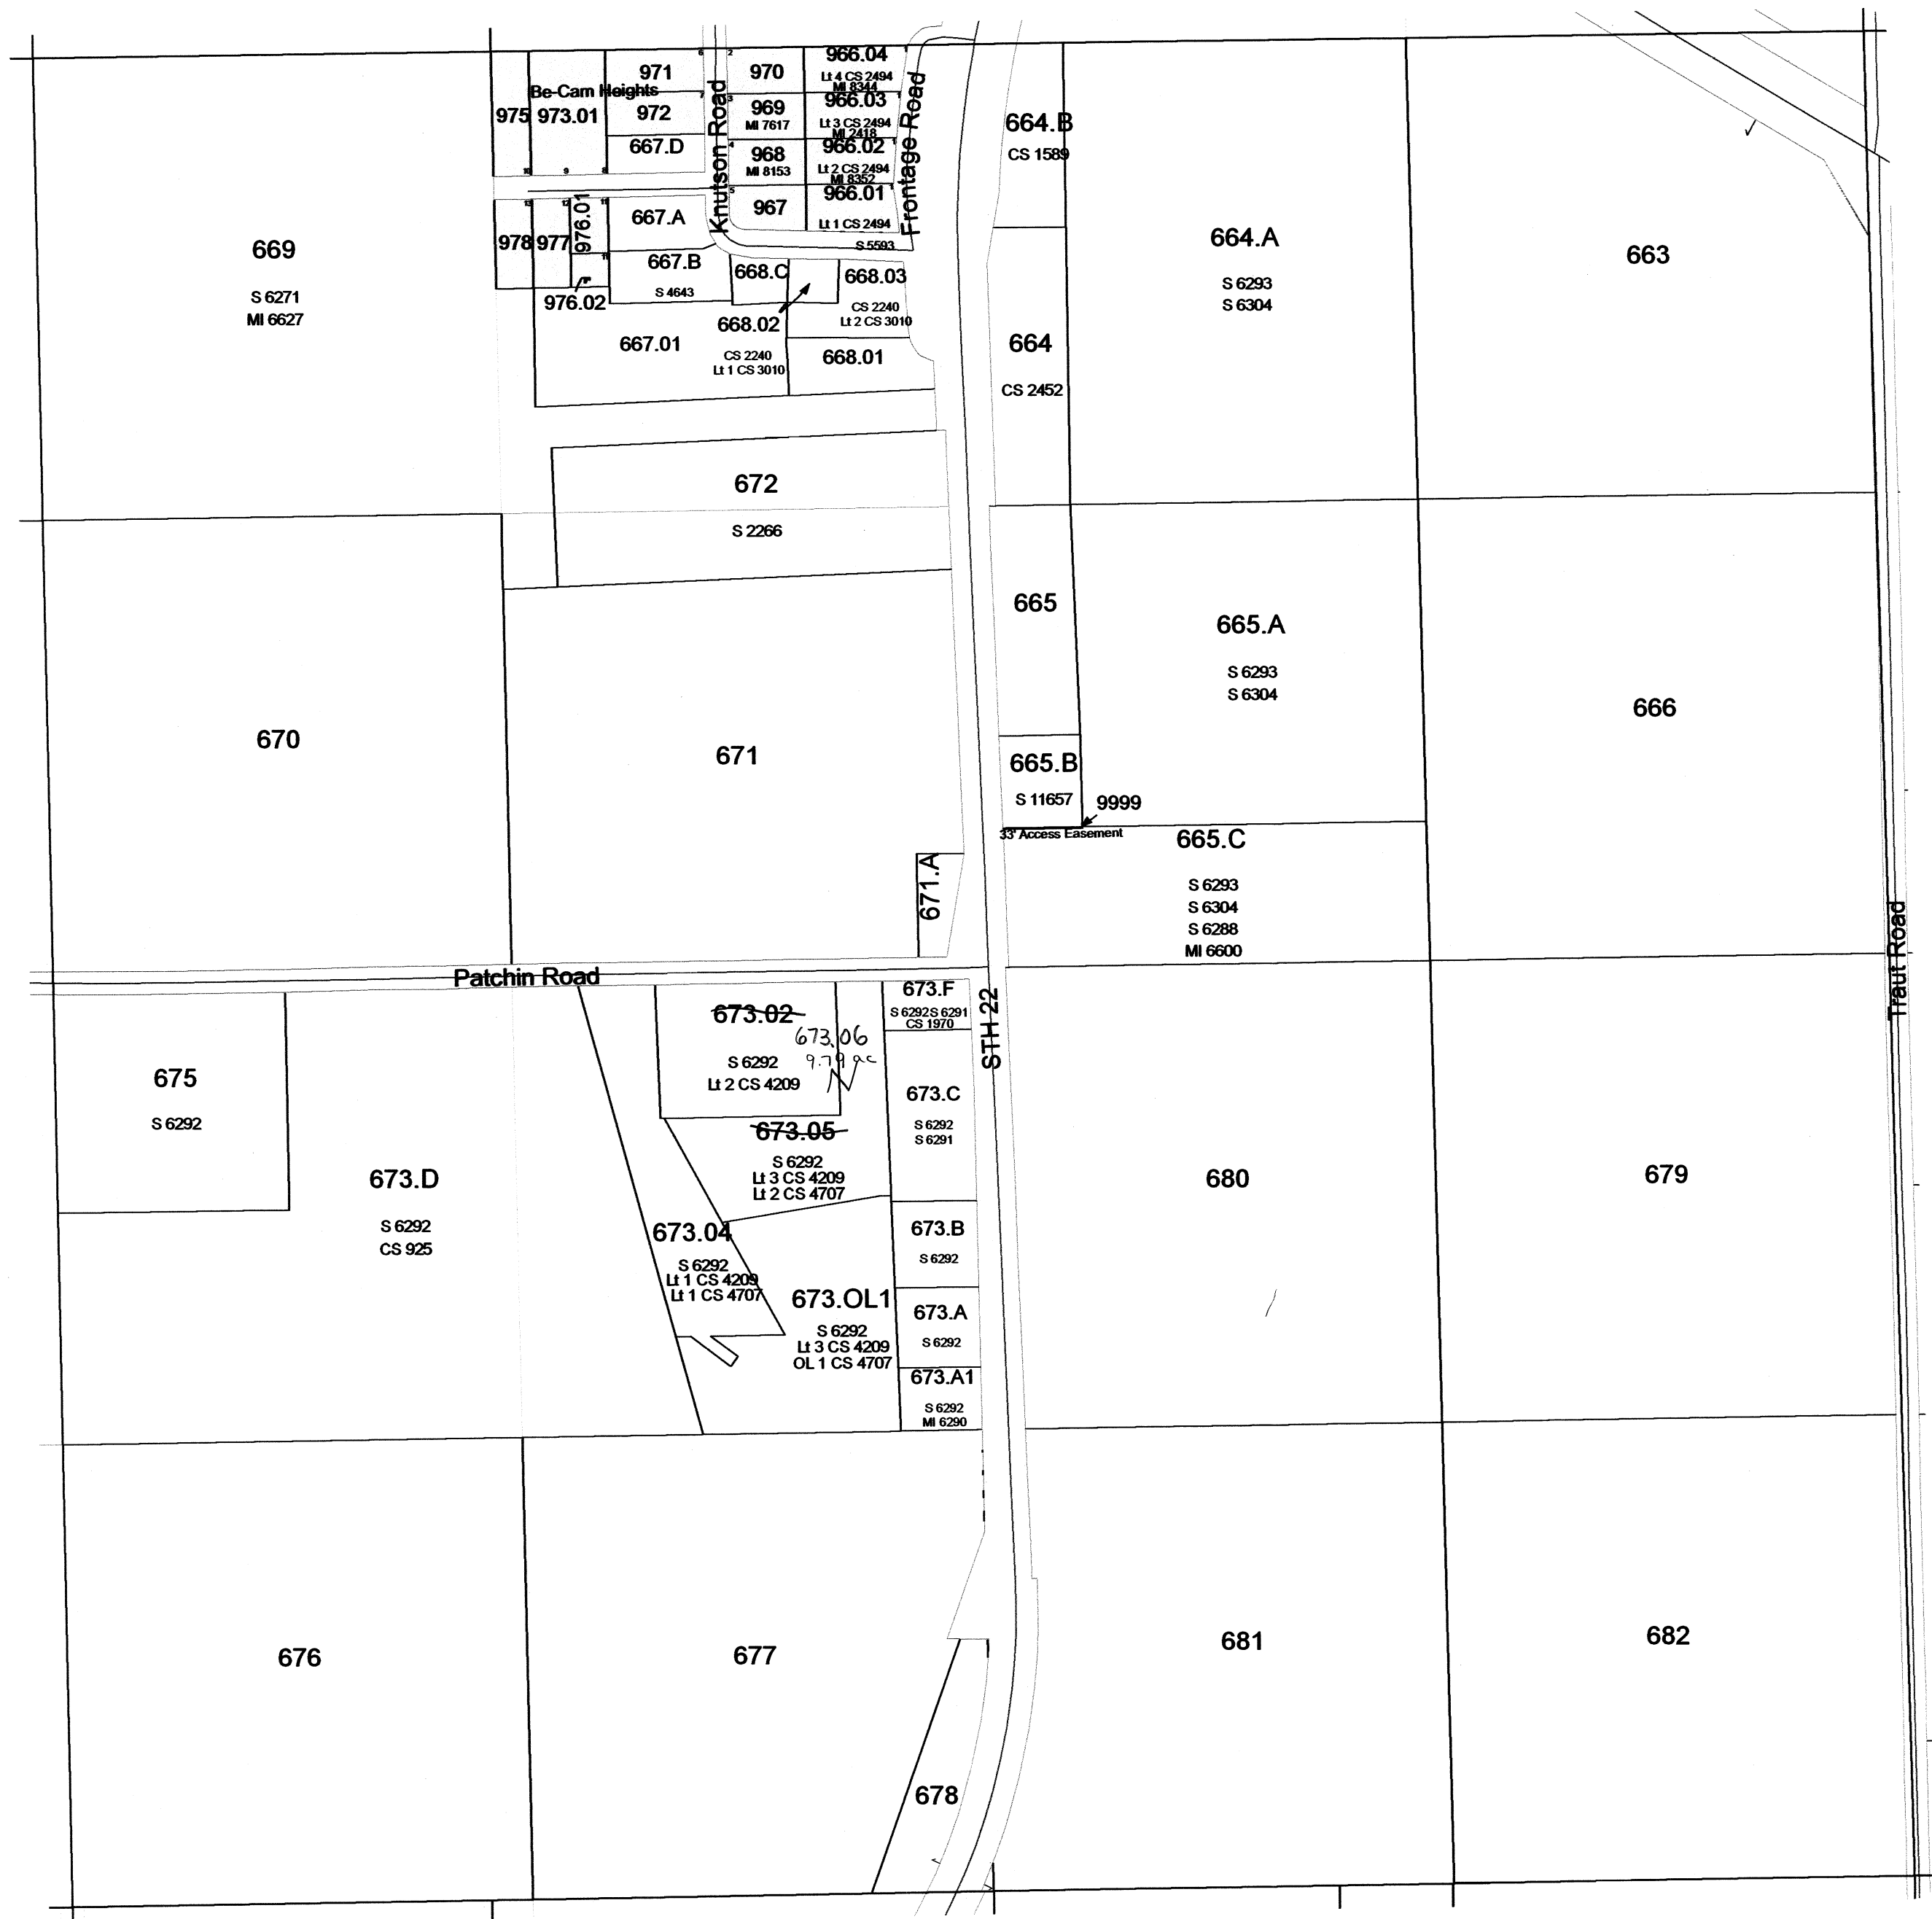 966.04
971
970
Lt 4 CS 2494
MI 8344
Be-Cam Heights
966.03
975
973.01
972
969
MI 7617
Lt 3 CS 2494
MI 2418
667.D
966.02
968
MI 8153
Lt 2 CS 2494
MI 8352
966.01
967
Lt 1 CS 2494
Knutson Road
Frontage Road
664.B
CS 1589
976.01
667.A
978
977
S 5593
667.B
S 4643
668.C
668.03
CS 2240
Lt 2 CS 3010
976.02
668.02
CS 2240
Lt 1 CS 3010
667.01
668.01
669
S 6271
MI 6627
664.A
S 6293
S 6304
663
664
CS 2452
672
S 2266
665
665.A
S 6293
S 6304
670
671
666
665.B
S 11657
9999
33' Access Easement
665.C
S 6293
S 6304
S 6288
MI 6600
671.A
Traut Road
Patchin Road
STH 22
673.02
673.06
9.79 ac
S 6292
Lt 2 CS 4209
673.F
S 6292 S 6291
CS 1970
675
S 6292
673.C
S 6292
S 6291
673.05
S 6292
Lt 3 CS 4209
Lt 2 CS 4707
673.D
S 6292
CS 925
680
679
673.04
S 6292
Lt 1 CS 4209
Lt 1 CS 4707
673.B
S 6292
673.OL1
S 6292
Lt 3 CS 4209
OL 1 CS 4707
673.A
S 6292
673.A1
S 6292
MI 6290
676
677
681
682
678